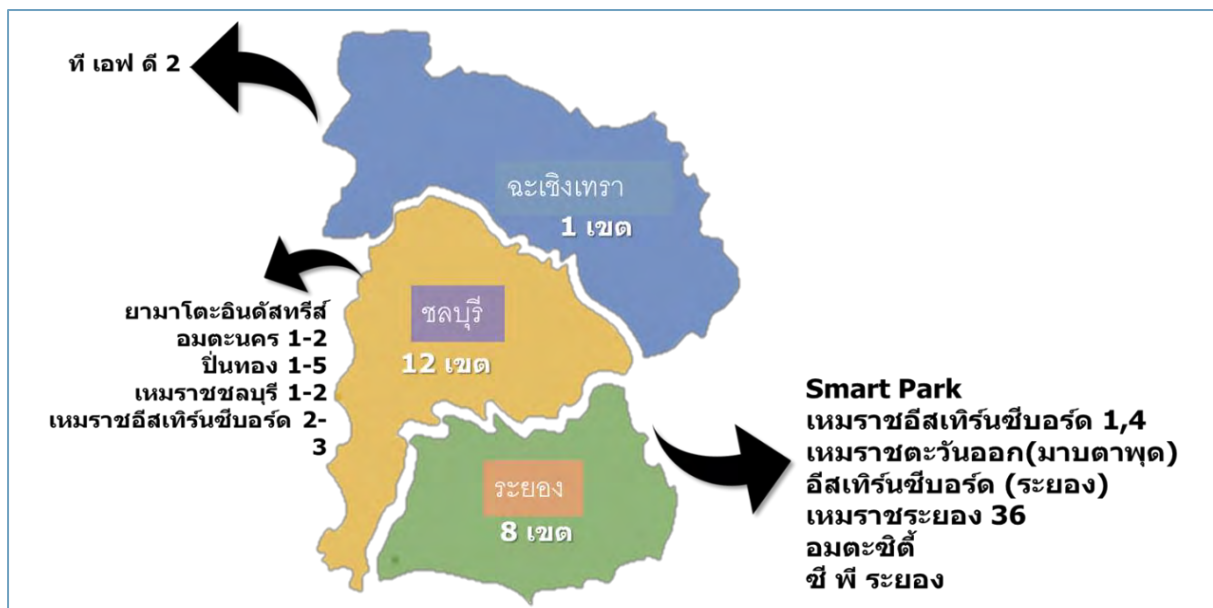 ที เอฟ ดี 2
ฉะเชิงเทรา
1 เขต
ยามาโตะอินดัสทรีส์
อมตะนคร 1-2
ปิ่นทอง 1-5
เหมราชชลบุรี 1-2
เหมราชอีสเทิร์นซีบอร์ด 2-
3
ชลบุรี
12 เขต
ระยอง
8 เขต
Smart Park
เหมราชอีสเทิร์นซีบอร์ด 1,4
เหมราชตะวันออก(มาบตาพุด)
อีสเทิร์นซีบอร์ด (ระยอง)
เหมราชระยอง 36
อมตะซิตี้
ซี พี ระยอง